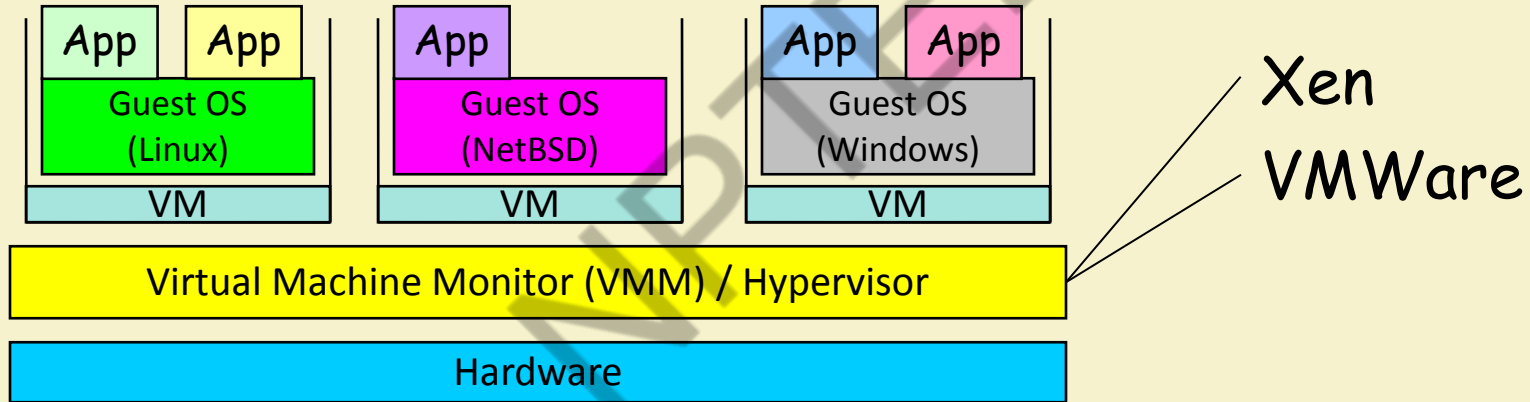 App App App App App
Guest OS
(Linux)
Guest OS
(NetBSD)
Guest OS
(Windows)
VM VM VM
Virtual Machine Monitor (VMM) / Hypervisor
Hardware
Xen
VMWare
NPTE